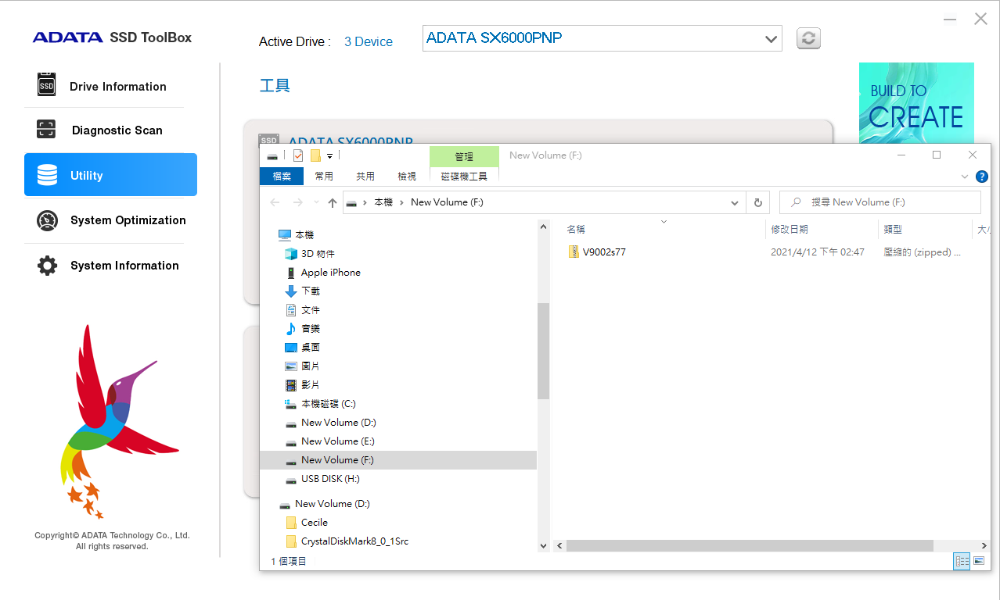 ADATA SSD ToolBox
Active Drive : 3 Device
ADATA SX6000PNP
Drive Information
Diagnostic Scan
Utility
System Optimization
System Information
Copyright© ADATA Technology Co., Ltd.
All rights reserved.
工具
BUILD TO
CREATE
SSD
SSD
ADATA SX6000PNP
管理
New Volume (F:)
檔案
常用
共用
檢視
磁碟機工具
本機 › New Volume (F:)
搜尋 New Volume (F:)
本機
3D 物件
Apple iPhone
下載
文件
音樂
桌面
圖片
影片
本機磁碟 (C:)
New Volume (D:)
New Volume (E:)
New Volume (F:)
USB DISK (H:)
New Volume (D:)
Cecile
CrystalDiskMark8_0_1Src
名稱
修改日期
類型
大小
V9002s77
2021/4/12 下午 02:47
壓縮的 (zipped) ...
1 個項目